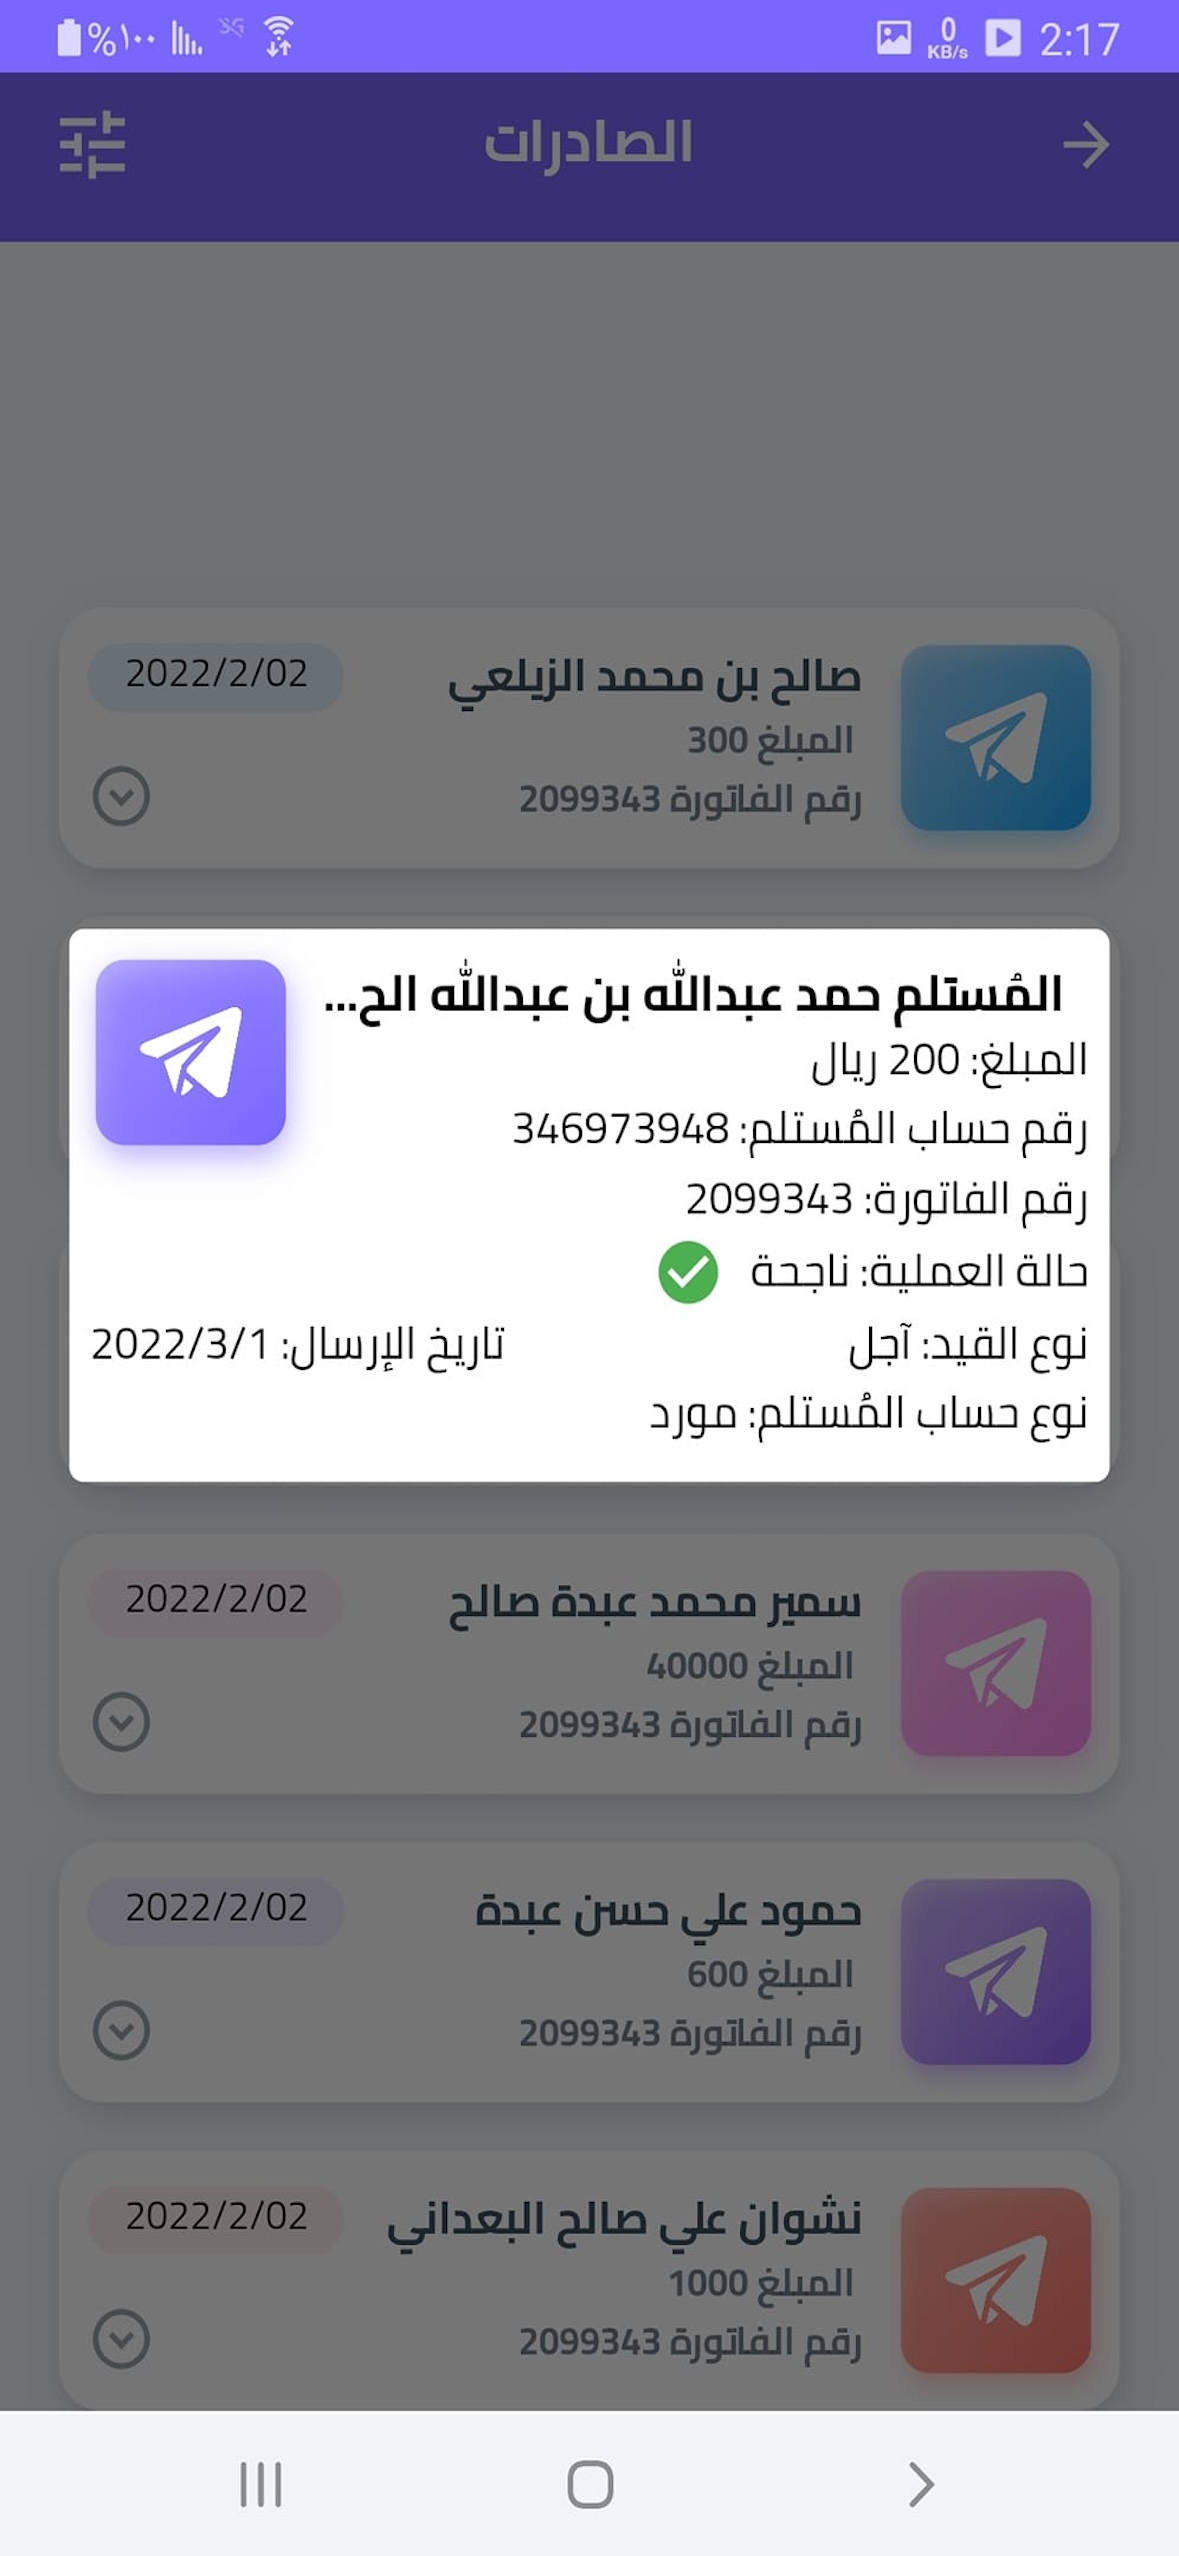 %١٠٠
3G
0
KB/s
2:17
الصادرات
صالح بن محمد الزيلعي
2022/2/02
المبلغ 300
رقم الفاتورة 2099343
المُستلم حمد عبدالله بن عبدالله الح...
المبلغ: 200 ريال
رقم حساب المُستلم: 346973948
رقم الفاتورة: 2099343
حالة العملية: ناجحة
نوع القيد: آجل
تاريخ الإرسال: 2022/3/1
نوع حساب المُستلم: مورد
سمير محمد عبدة صالح
2022/2/02
المبلغ 40000
رقم الفاتورة 2099343
حمود علي حسن عبدة
2022/2/02
المبلغ 600
رقم الفاتورة 2099343
نشوان علي صالح البعداني
2022/2/02
المبلغ 1000
رقم الفاتورة 2099343